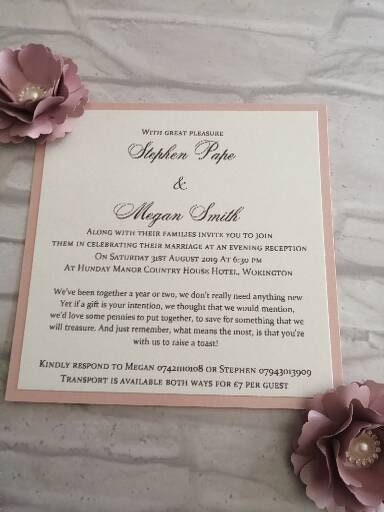 With great pleasure
Stephen Pape
&
Megan Smith
Along with their families invite you to join
them in celebrating their marriage at an evening reception
On Saturday 31st August 2019 At 6:30 pm
At Hunday Manor Country House Hotel, Wokington
We've been together a year or two, we don't really need anything new
Yet if a gift is your intention, we thought that we would mention,
we'd love some pennies to put together, to save for something that we
will treasure. And just remember, what means the most, is that you're
with us to raise a toast!
Kindly respond to Megan 07421110108 or Stephen 07943013909
Transport is available both ways for £7 per guest